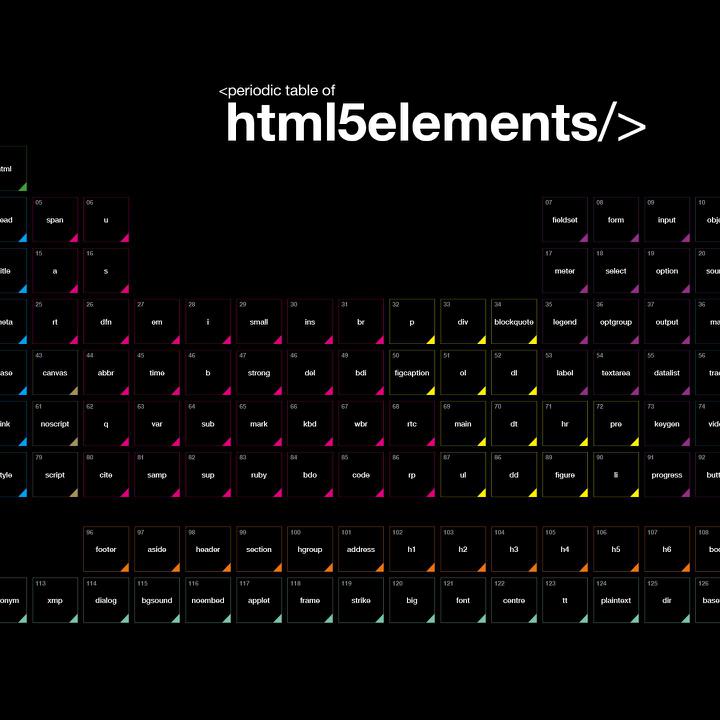 <periodic table of
html5elements/>
05 06 07 08 09 10
span u fieldset form input
15 16 17 18 19 20
a s meter select option
25 26 27 28 29 30 31 32 33 34 35 36 37 38
rt dfn em i small ins br p div blockquote legend optgroup output
43 44 45 46 47 48 49 50 51 52 53 54 55 56
canvas abbr time b strong del bdi figcaption ol dl label textarea datalist
61 62 63 64 65 66 67 68 69 70 71 72 73 74
noscript q var sub mark kbd wbr rtc main dt hr pre keygen
79 80 81 82 83 84 85 86 87 88 89 90 91 92
script cite samp sup ruby bdo code rp ul dd figure li progress
96 97 98 99 100 101 102 103 104 105 106 107 108
footer aside header section hgroup address h1 h2 h3 h4 h5 h6
113 114 115 116 117 118 119 120 121 122 123 124 125 126
xmp dialog bgsound noembed applet frame strike big font centre tt plaintext dir base